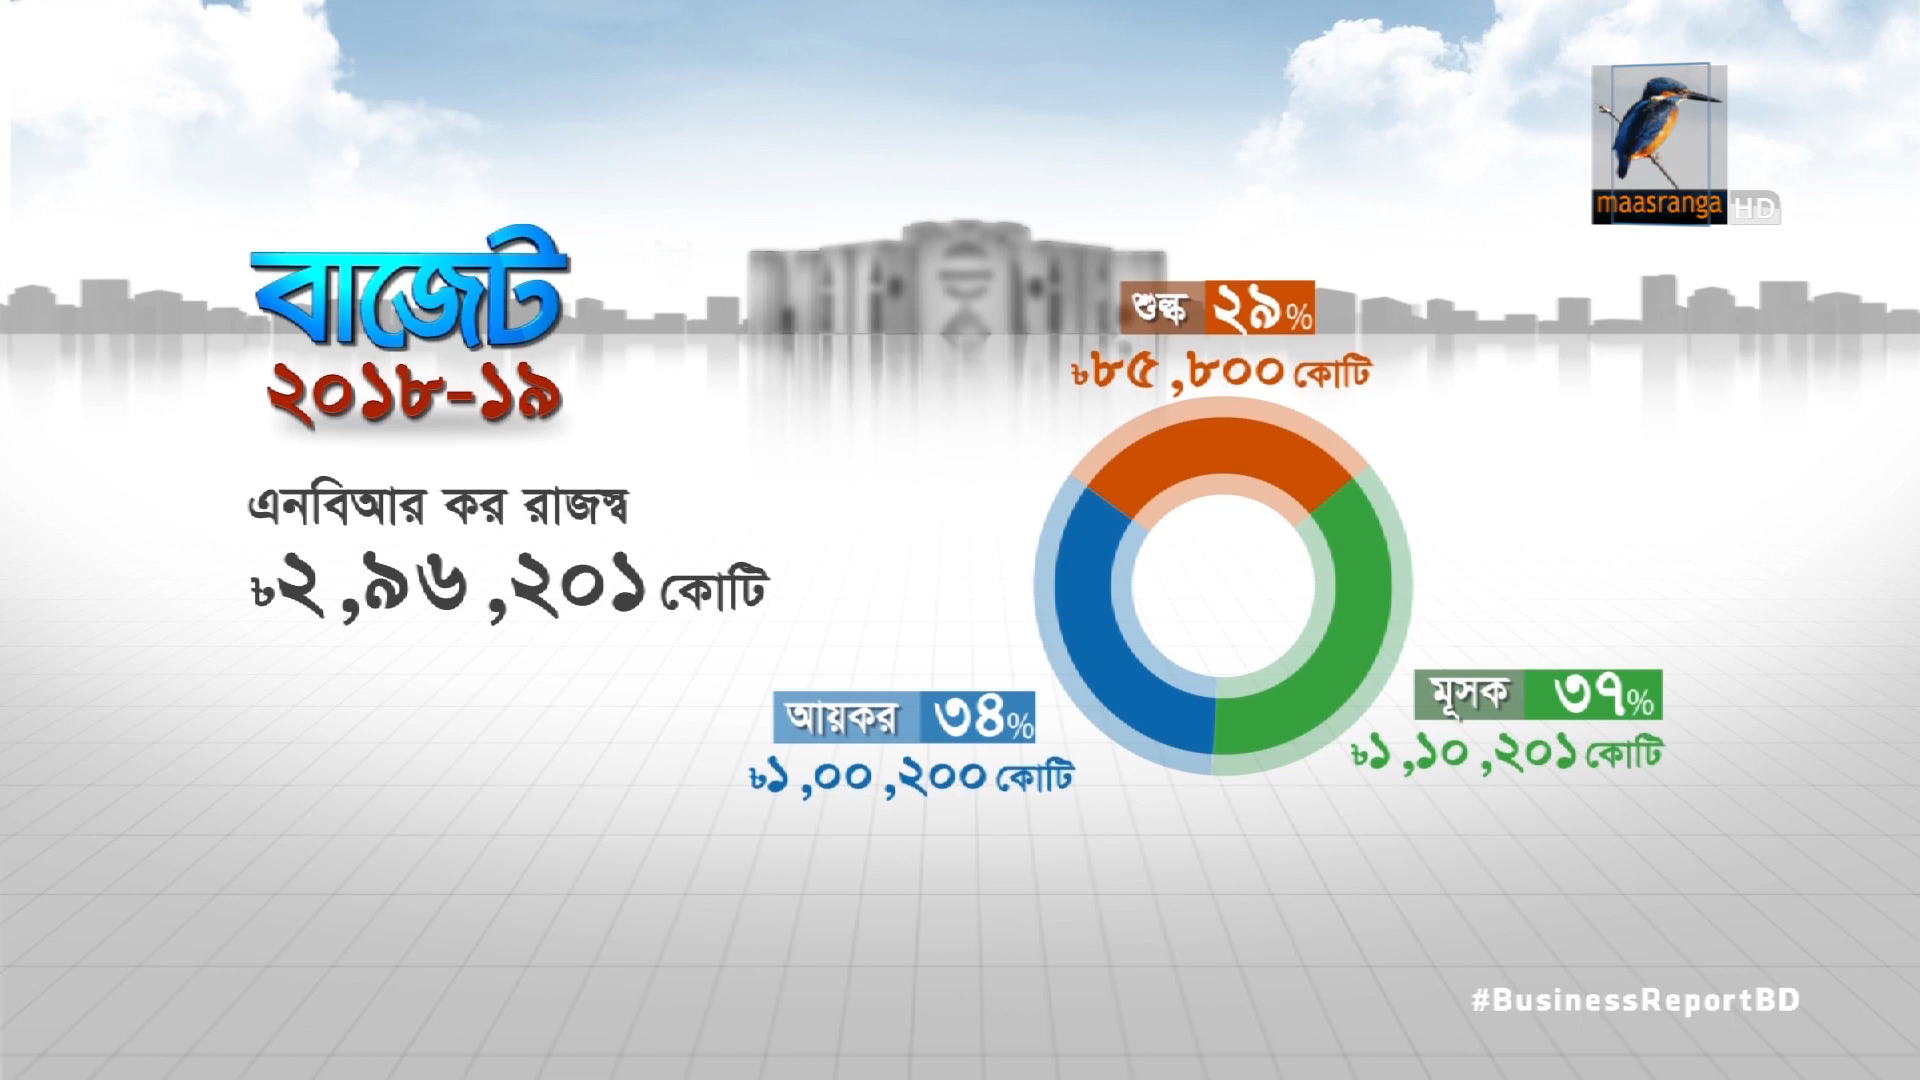 maasranga HD
বাজেট
২০১৮-১৯
এনবিআর কর রাজস্ব
৳২,৯৬,২০১ কোটি
শুল্ক ২৯%
৳৮৫,৮০০ কোটি
মূসক ৩৭%
৳১,১০,২০১ কোটি
আয়কর ৩৪%
৳১,০০,২০০ কোটি
#BusinessReportBD